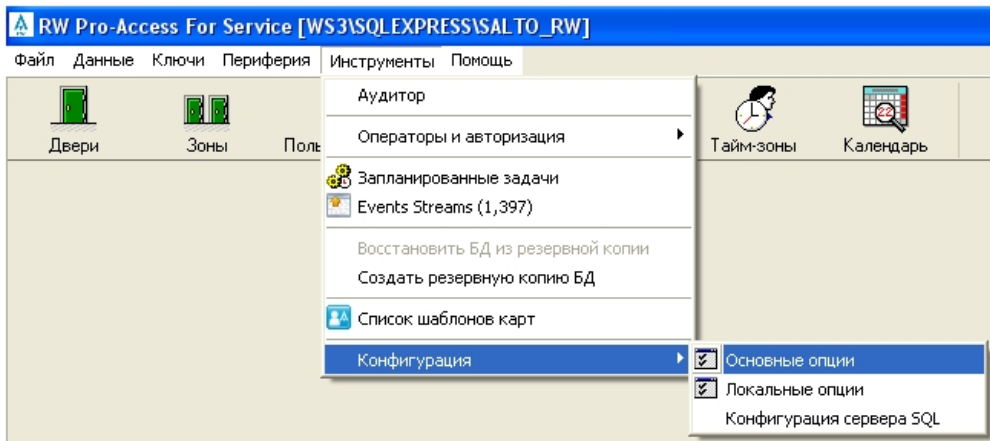 RW Pro-Access For Service [WS3\SQLEXPRESS\SALTO_RW]
Файл Данные Ключи Периферия Инструменты Помощь
Двери Зоны Тайм-зоны Календарь
22
Аудитор
Операторы и авторизация
Запланированные задачи
Events Streams (1,397)
Восстановить БД из резервной копии
Создать резервную копию БД
Список шаблонов карт
Конфигурация
Основные опции
Локальные опции
Конфигурация сервера SQL